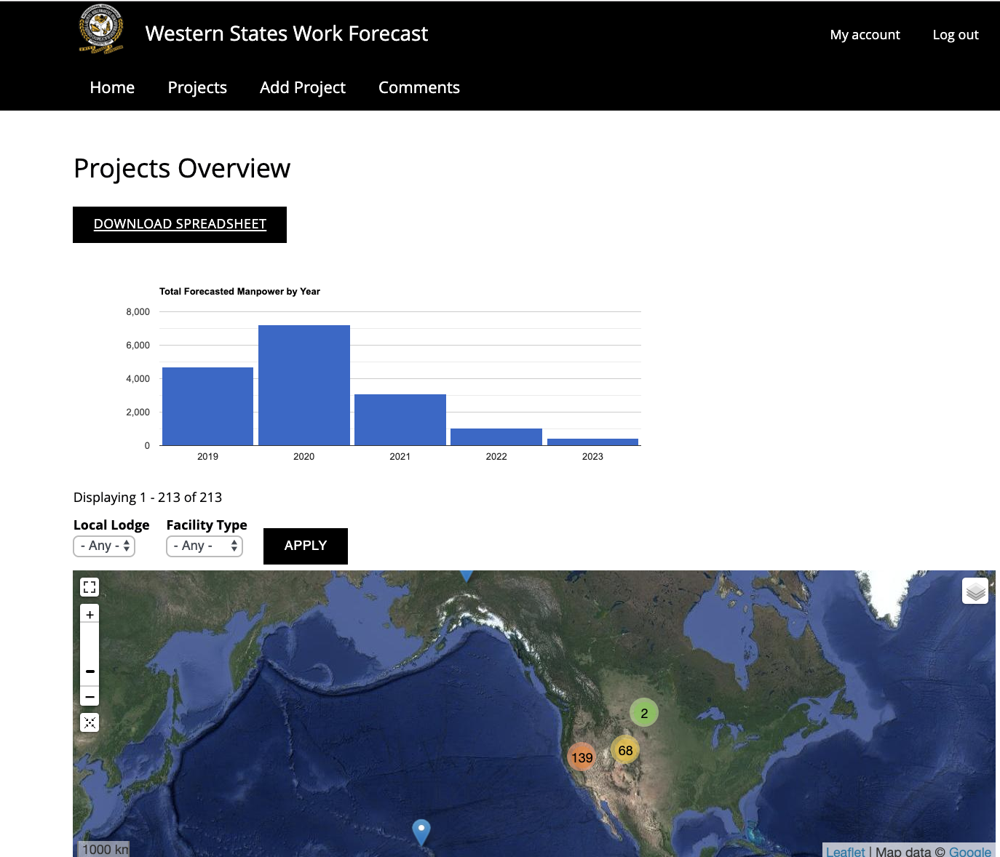 Western States Work Forecast
My account
Log out
Home
Projects
Add Project
Comments
Projects Overview
DOWNLOAD SPREADSHEET
Total Forecasted Manpower by Year
8,000
6,000
4,000
2,000
0
2019
2020
2021
2022
2023
Displaying 1 - 213 of 213
Local Lodge
Facility Type
- Any -
- Any -
APPLY
+
−
2
68
139
1000 km
Leaflet | Map data © Google